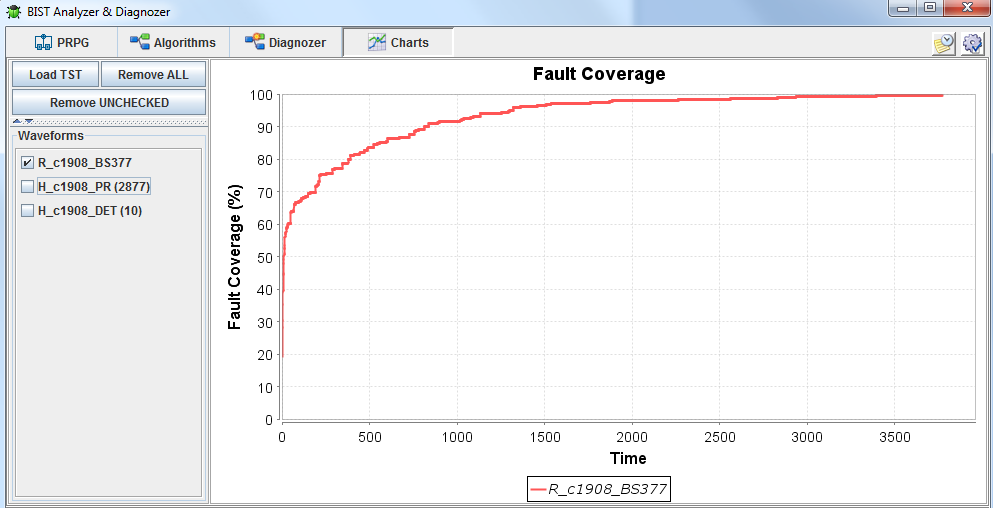 BIST Analyzer & Diagnozer
PRPG Algorithms Diagnozer Charts
Load TST Remove ALL
Remove UNCHECKED
Waveforms
R_c1908_BS377
H_c1908_PR (2877)
H_c1908_DET (10)
Fault Coverage
Fault Coverage (%)
100
90
80
70
60
50
40
30
20
10
0
0 500 1000 1500 2000 2500 3000 3500
Time
R_c1908_BS377